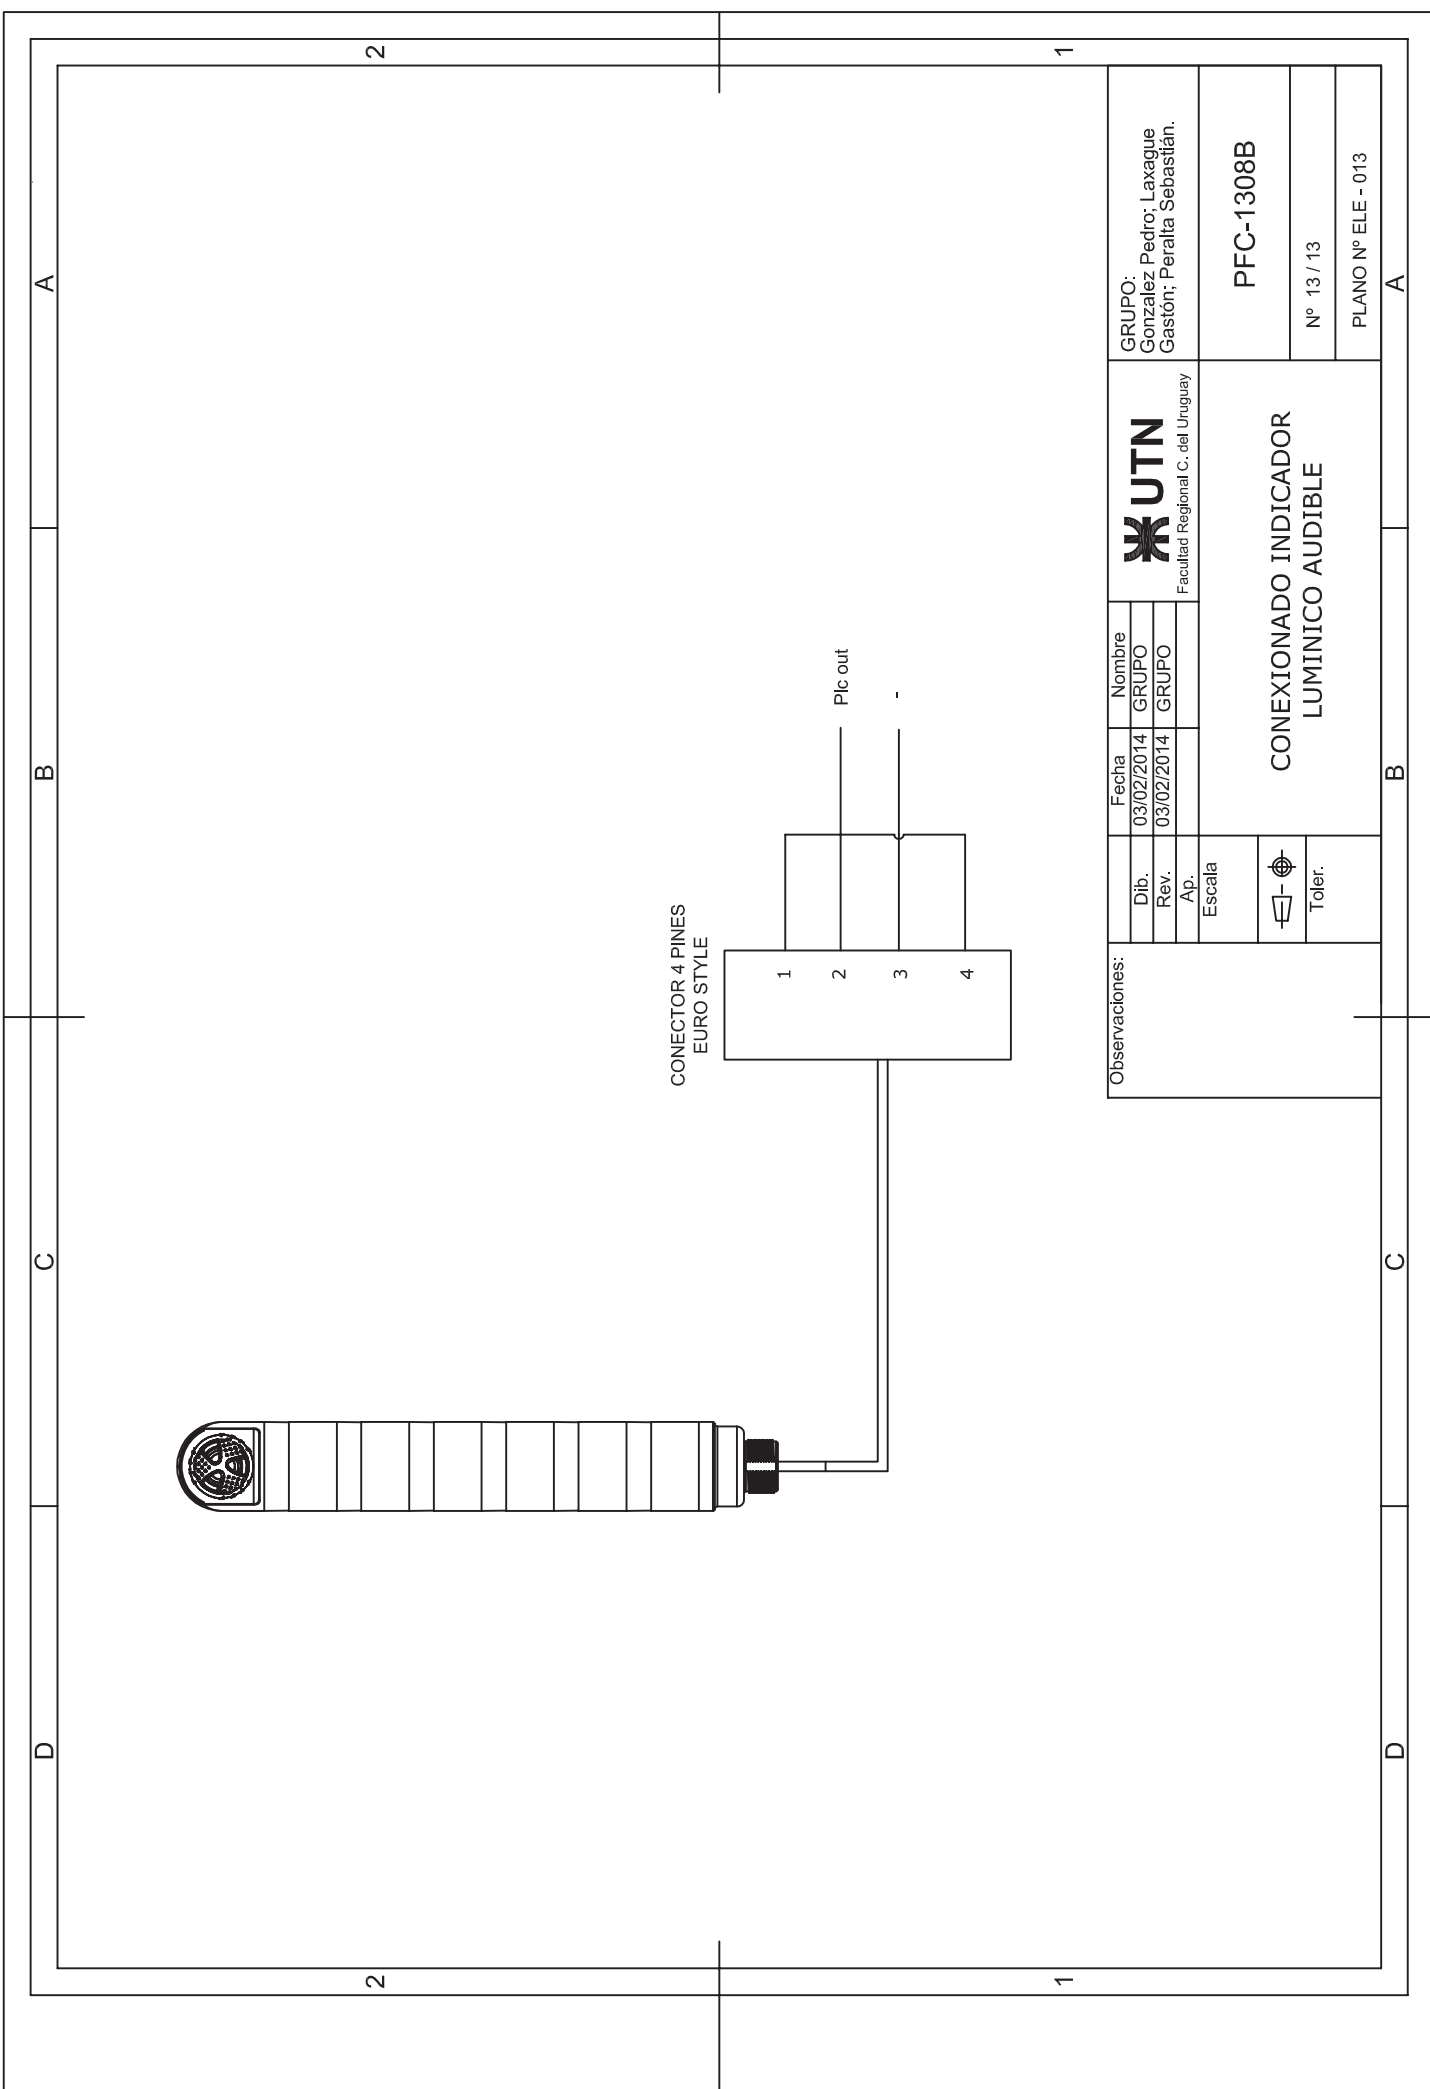 D
C
B
A
2
2
CONECTOR 4 PINES
EURO STYLE
1
2
3
4
Plc out
-
1
1
Observaciones:
Fecha
Nombre
Dib.
03/02/2014
GRUPO
Rev.
03/02/2014
GRUPO
Ap.
Escala
Toler.
UTN
Facultad Regional C. del Uruguay
GRUPO:
Gonzalez Pedro; Laxague
Gastón; Peralta Sebastián.
CONEXIONADO INDICADOR
LUMINICO AUDIBLE
PFC-1308B
Nº 13 / 13
PLANO Nº ELE - 013
D
C
B
A